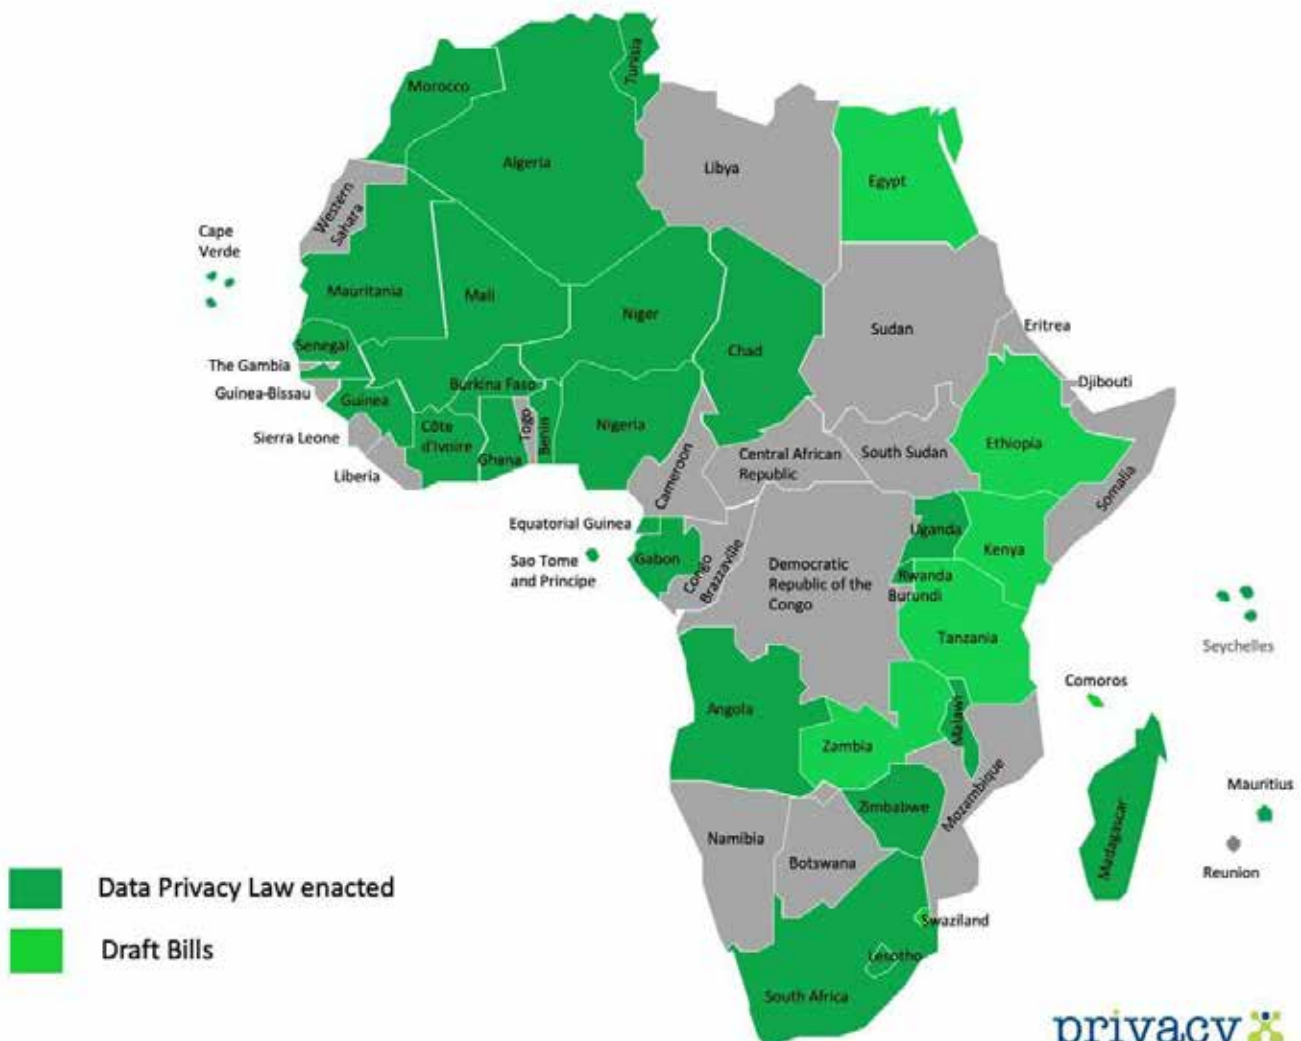 Tunisia
Morocco
Algeria
Libya
Egypt
Western
Sahara
Cape
Verde
Mauritania
Mali
Niger
Chad
Sudan
Eritrea
Senegal
The Gambia
Guinea-Bissau
Guinea
Burkina Faso
Djibouti
Sierra Leone
Côte
d'Ivoire
Togo
Benin
Nigeria
Ghana
Liberia
Cameroon
Central African
Republic
South Sudan
Ethiopia
Somalia
Equatorial Guinea
Sao Tome
and Principe
Gabon
Congo
Brazzaville
Democratic
Republic of the
Congo
Uganda
Kenya
Rwanda
Burundi
Tanzania
Seychelles
Comoros
Angola
Malawi
Zambia
Mozambique
Zimbabwe
Madagascar
Mauritius
Namibia
Botswana
Reunion
Swaziland
Lesotho
South Africa
Data Privacy Law enacted
Draft Bills
privacy